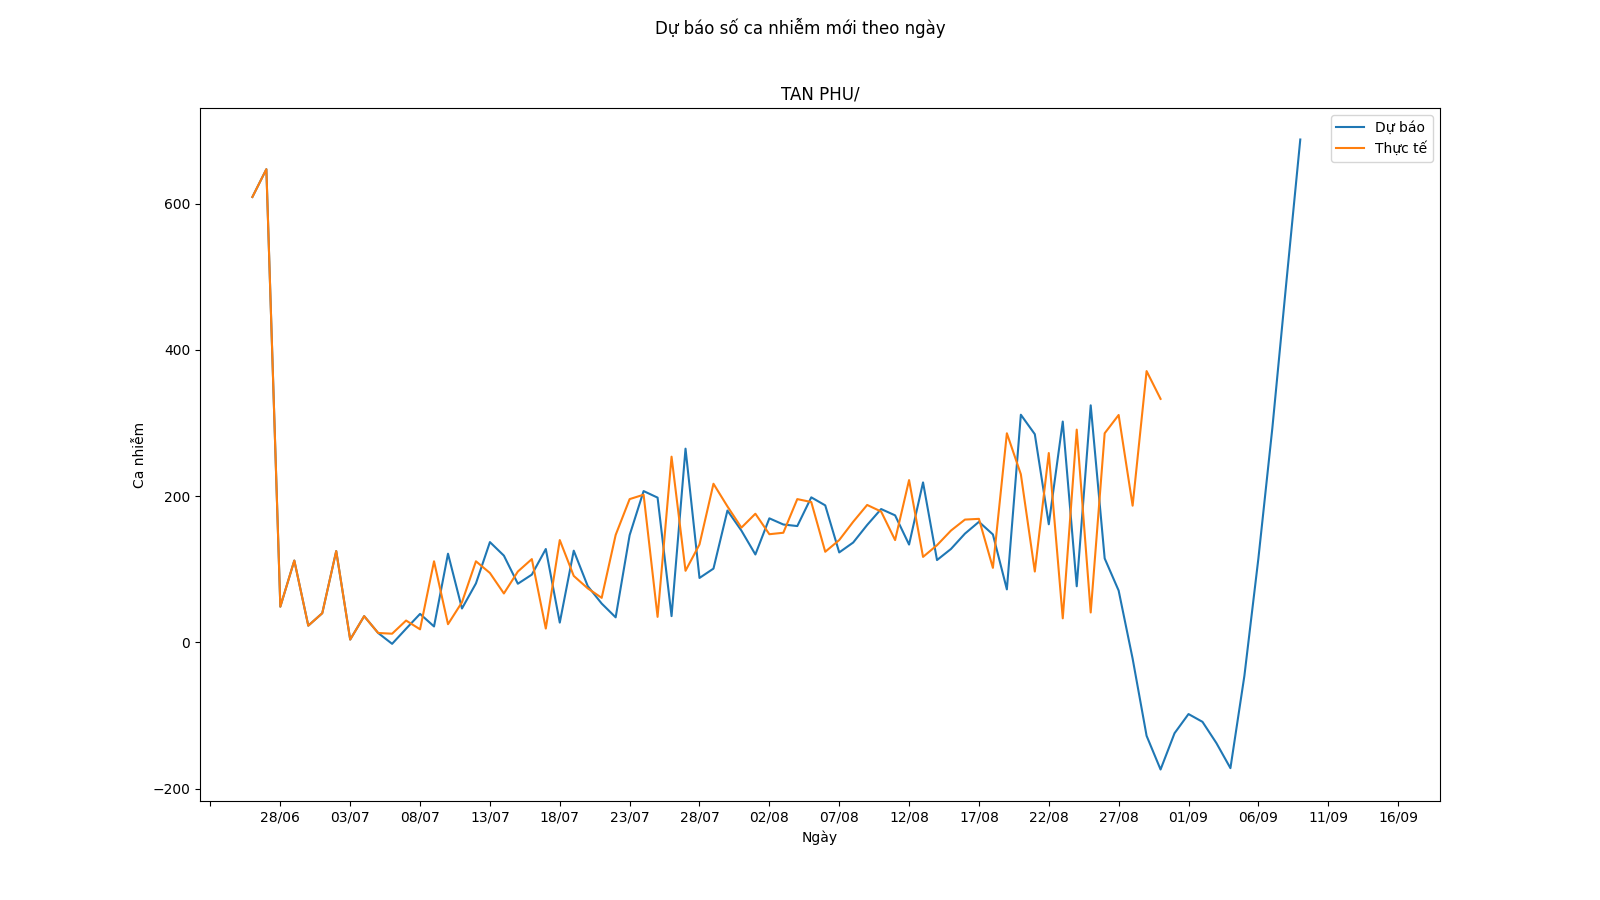 Dự báo số ca nhiễm mới theo ngày
TAN PHU/
Dự báo
Thực tế
600
400
200
0
−200
Ca nhiễm
28/06 03/07 08/07 13/07 18/07 23/07 28/07 02/08 07/08 12/08 17/08 22/08 27/08 01/09 06/09 11/09 16/09
Ngày